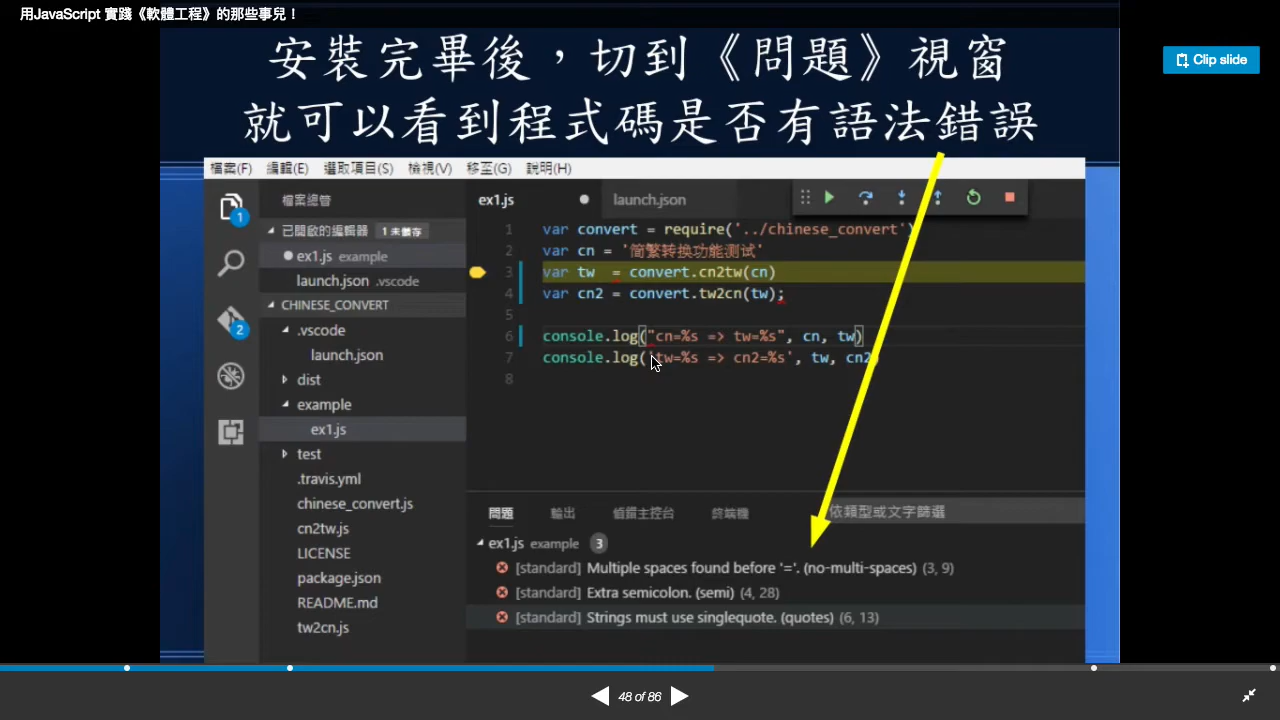 用JavaScript 實踐《軟體工程》的那些事兒！
Clip slide
安裝完畢後，切到《問題》視窗
就可以看到程式碼是否有語法錯誤
檔案(F) 編輯(E) 選取項目(S) 檢視(V) 移至(G) 說明(H)
檔案總管
已開啟的編輯器 1 未儲存
ex1.js example
launch.json .vscode
CHINESE_CONVERT
.vscode
launch.json
dist
example
ex1.js
test
.travis.yml
chinese_convert.js
cn2tw.js
LICENSE
package.json
README.md
tw2cn.js
1
2
ex1.js launch.json
1 var convert = require('../chinese_convert')
2 var cn = '简繁转换功能测试'
3 var tw  = convert.cn2tw(cn)
4 var cn2 = convert.tw2cn(tw);
5
6 console.log("cn=%s => tw=%s", cn, tw)
7 console.log('tw=%s => cn2=%s', tw, cn2)
8
問題 輸出 偵錯主控台 終端機 依類型或文字篩選
ex1.js example 3
[standard] Multiple spaces found before '='. (no-multi-spaces) (3, 9)
[standard] Extra semicolon. (semi) (4, 28)
[standard] Strings must use singlequote. (quotes) (6, 13)
48 of 86